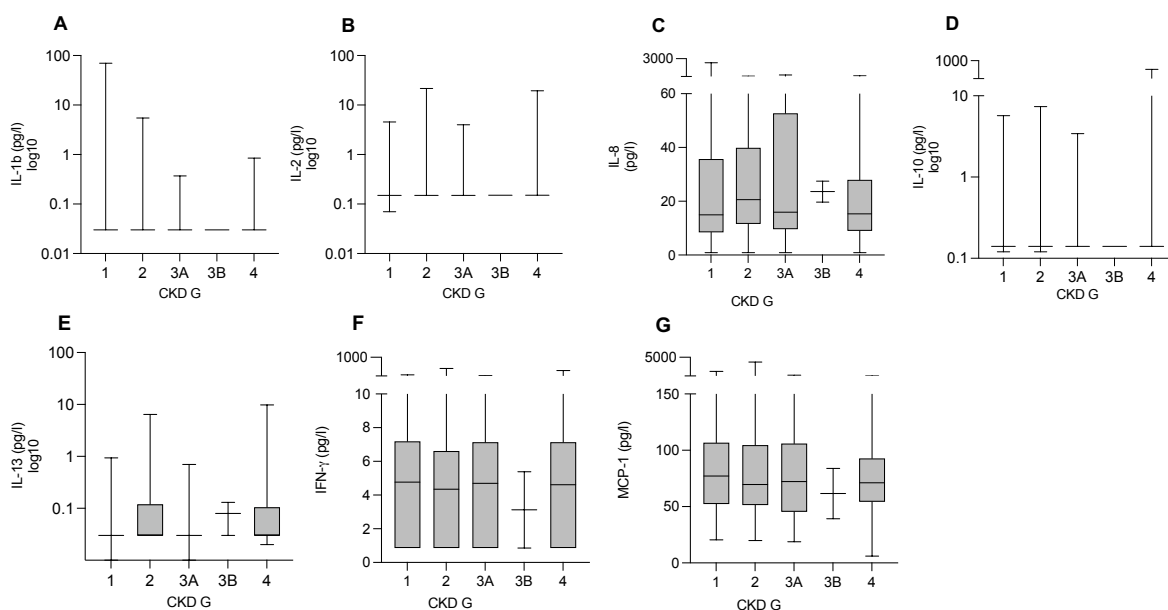 A
IL-1b (pg/l)
log10
100
10
1
0.1
0.01
1 2 3A 3B 4
CKD G
B
IL-2 (pg/l)
log10
100
10
1
0.1
0.01
1 2 3A 3B 4
CKD G
C
IL-8
(pg/l)
3000
60
40
20
0
1 2 3A 3B 4
CKD G
D
IL-10 (pg/l)
log10
1000
10
1
0.1
1 2 3A 3B 4
CKD G
E
IL-13 (pg/l)
log10
100
10
1
0.1
1 2 3A 3B 4
CKD G
F
IFN-γ (pg/l)
1000
10
8
6
4
2
0
1 2 3A 3B 4
CKD G
G
MCP-1 (pg/l)
5000
150
100
50
0
1 2 3A 3B 4
CKD G